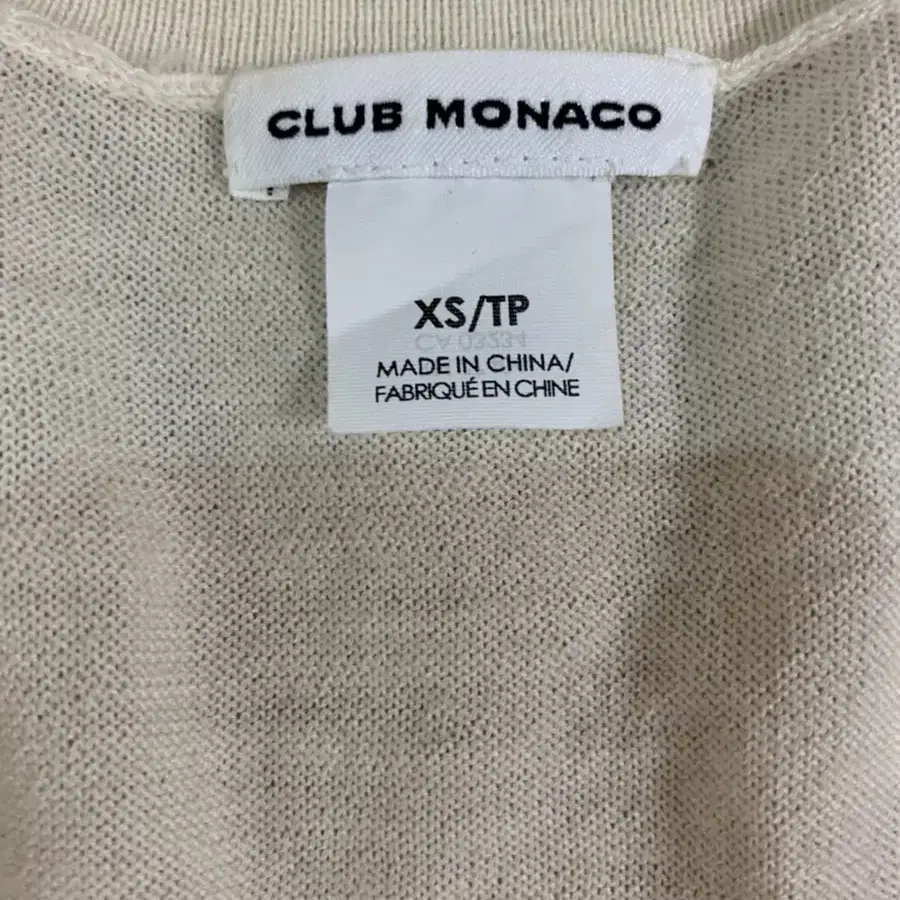 CLUB MONACO
XS/TP
MADE IN CHINA/
FABRIQUÉ EN CHINE